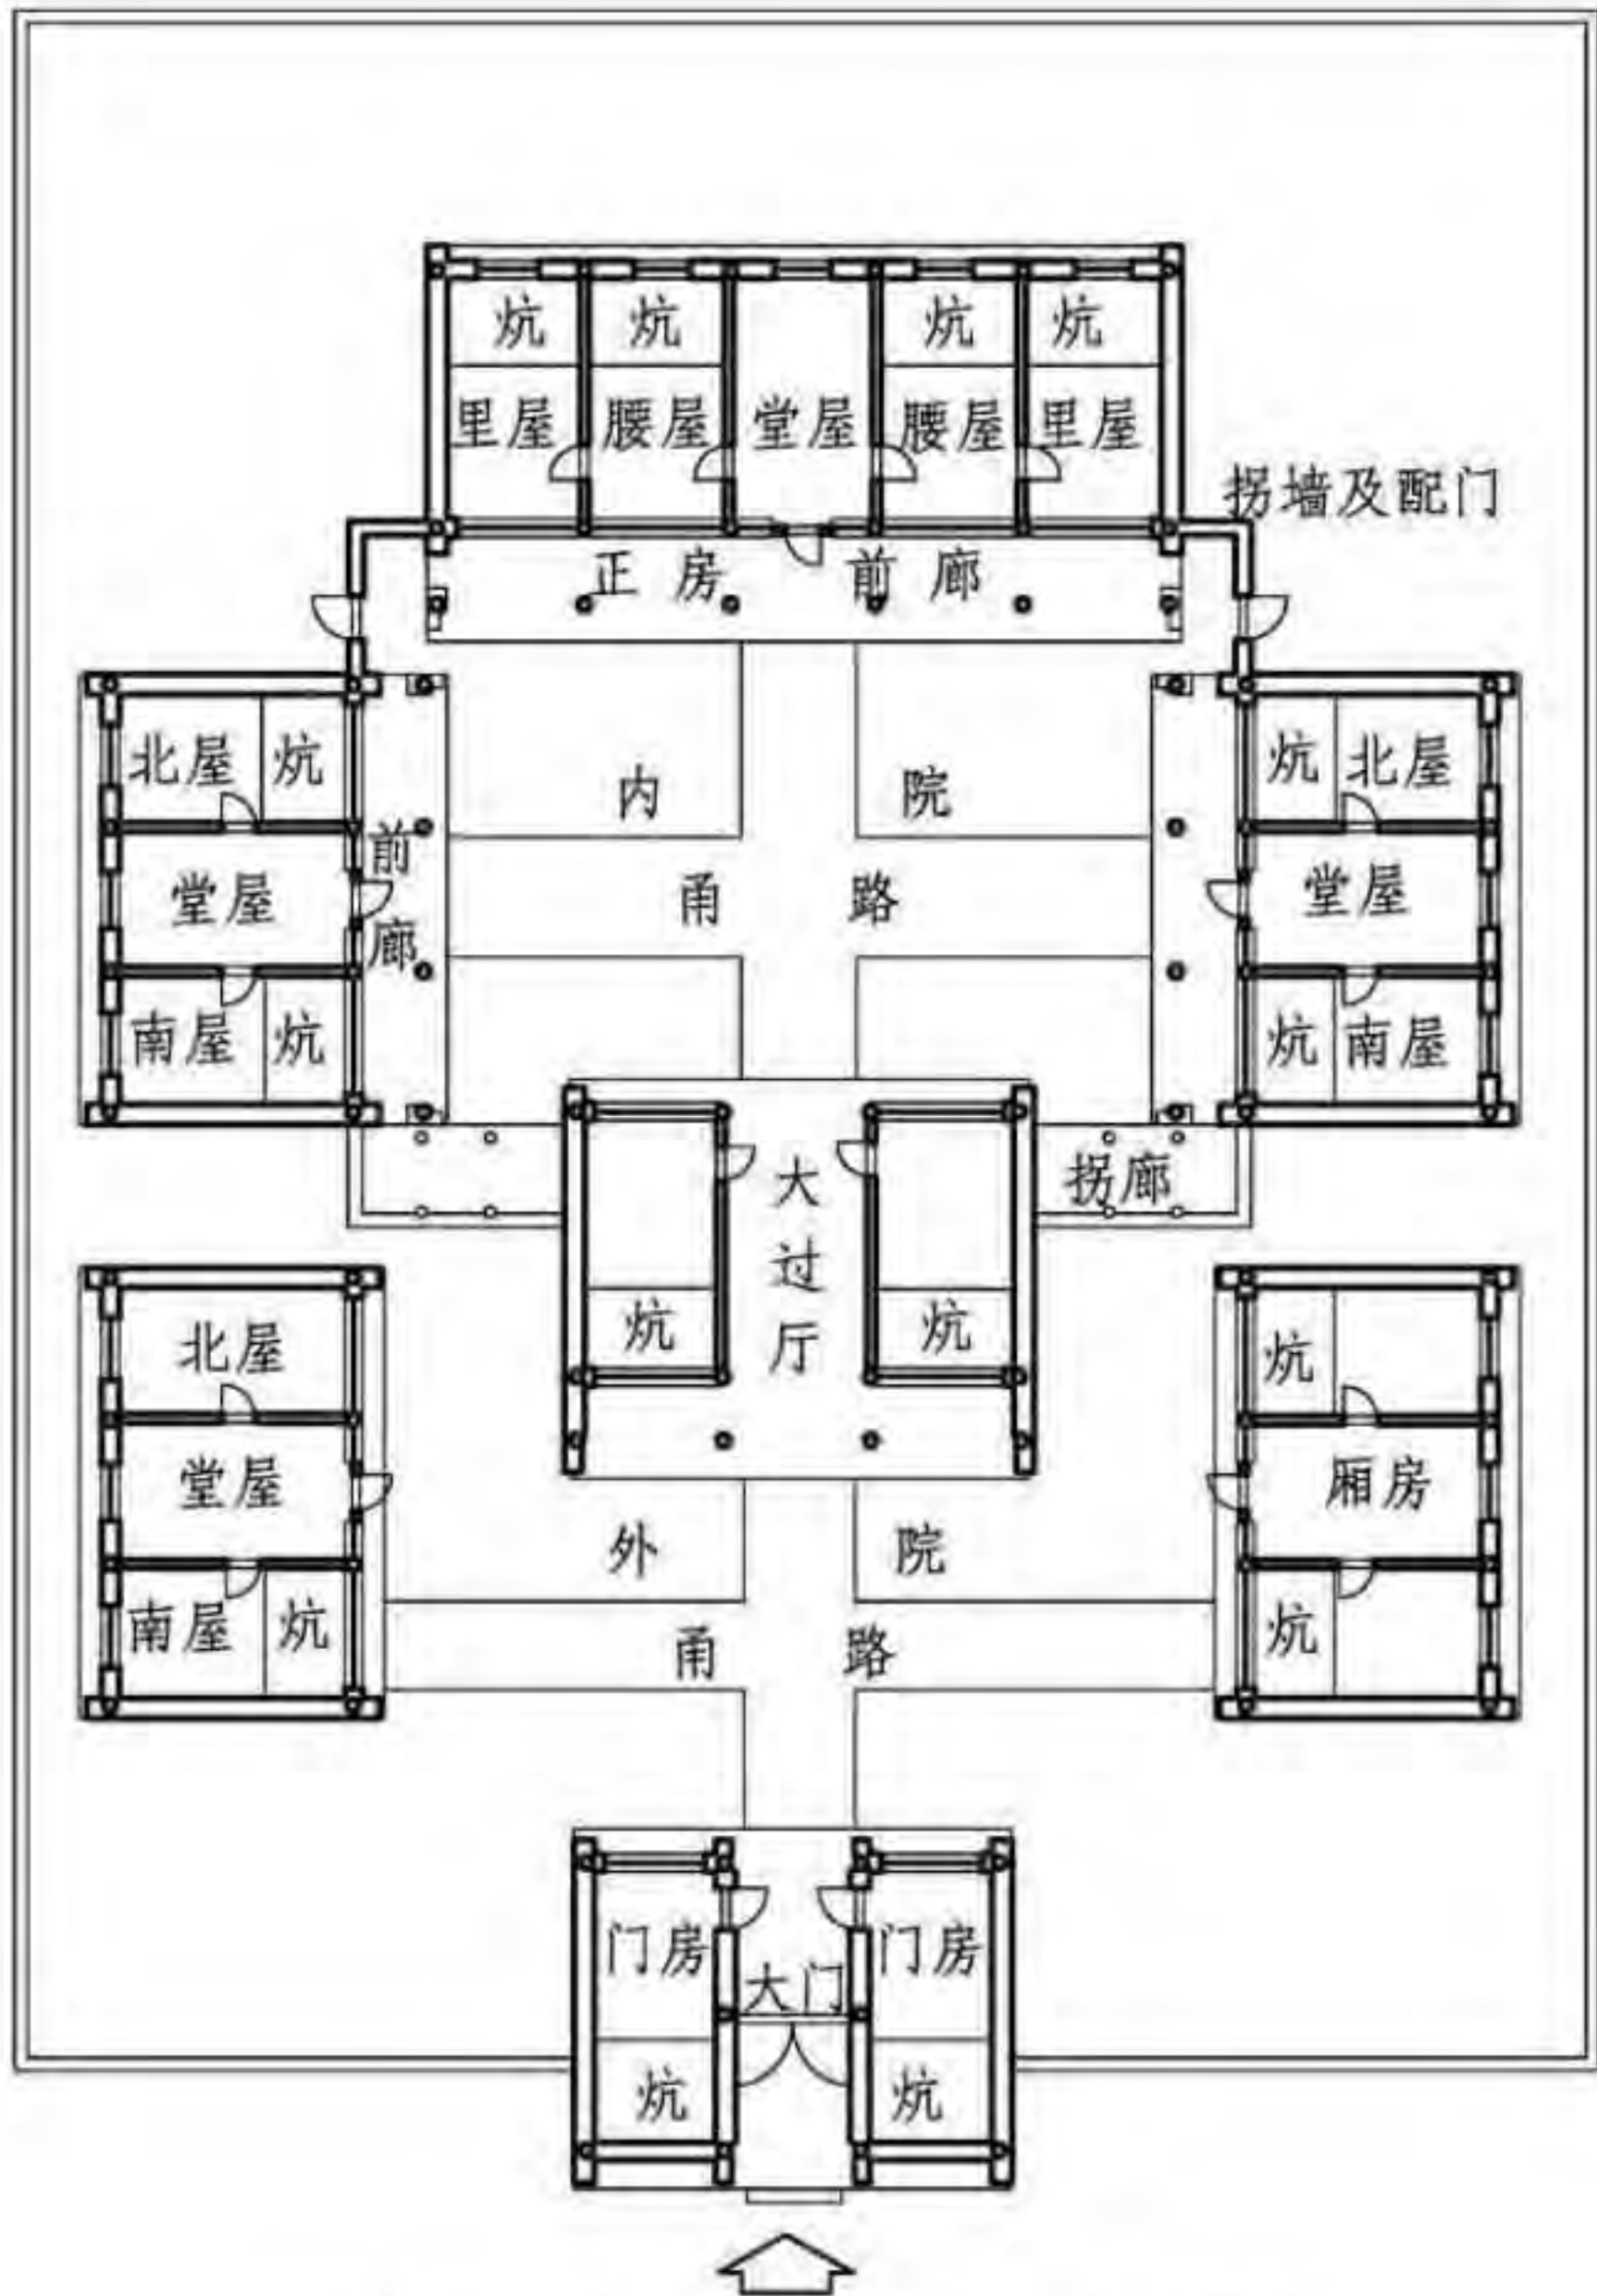 炕 炕 炕 炕
里屋 腰屋 堂屋 腰屋 里屋
拐墙及配门
正房 前廊
北屋 炕 炕 北屋
内 院
前廊
堂屋 甬 路 堂屋
南屋 炕 炕 南屋
大过厅
拐廊
炕 炕
北屋 炕
堂屋 厢房
外 院
南屋 炕 炕
甬 路
门房 门房
大门
炕 炕